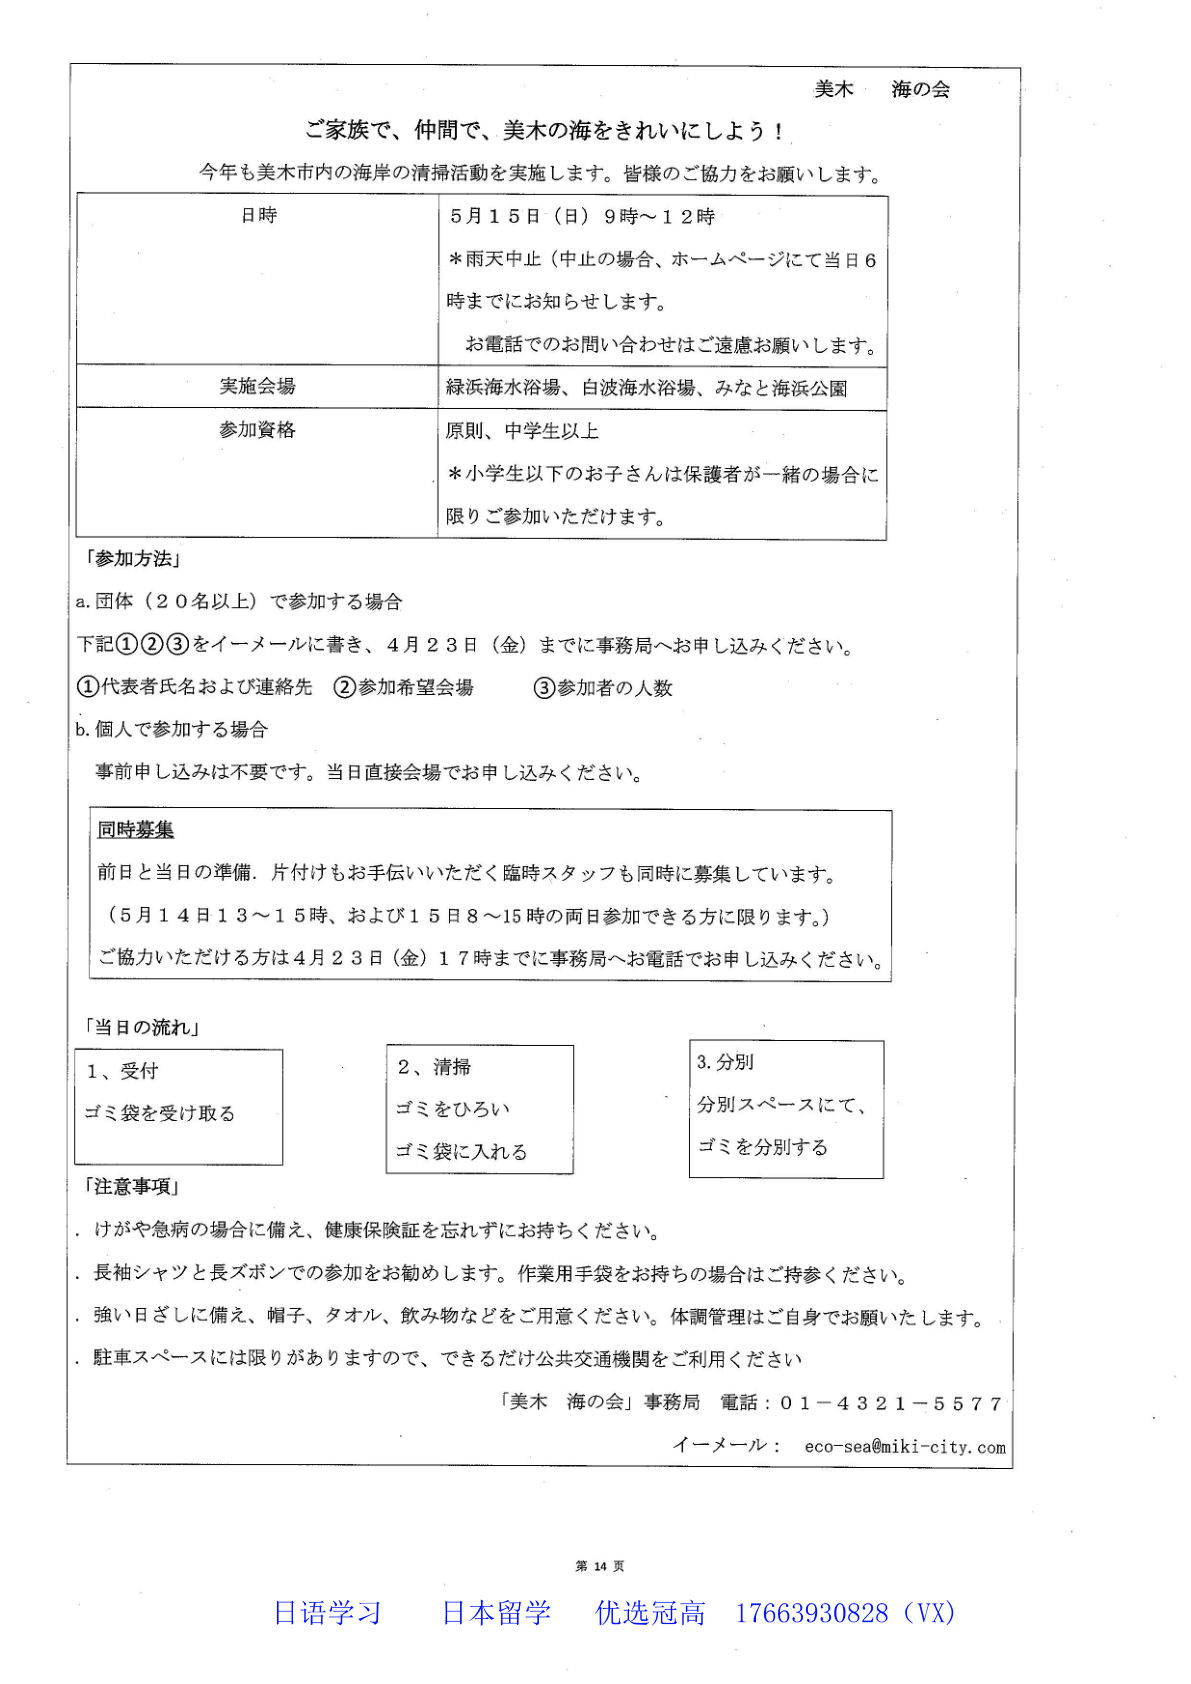 美木　海の会
ご家族で、仲間で、美木の海をきれいにしよう！
今年も美木市内の海岸の清掃活動を実施します。皆様のご協力をお願いします。
日時
５月１５日（日）９時～１２時
＊雨天中止（中止の場合、ホームページにて当日６
時までにお知らせします。
お電話でのお問い合わせはご遠慮お願いします。
実施会場
緑浜海水浴場、白波海水浴場、みなと海浜公園
参加資格
原則、中学生以上
＊小学生以下のお子さんは保護者が一緒の場合に
限りご参加いただけます。
「参加方法」
a.団体（２０名以上）で参加する場合
下記①②③をイーメールに書き、４月２３日（金）までに事務局へお申し込みください。
①代表者氏名および連絡先　②参加希望会場　　　③参加者の人数
b.個人で参加する場合
事前申し込みは不要です。当日直接会場でお申し込みください。
同時募集
前日と当日の準備．片付けもお手伝いいただく臨時スタッフも同時に募集しています。
（５月１４日１３～１５時、および１５日８～15時の両日参加できる方に限ります。）
ご協力いただける方は４月２３日（金）１７時までに事務局へお電話でお申し込みください。
「当日の流れ」
１、受付
ゴミ袋を受け取る
２、清掃
ゴミをひろい
ゴミ袋に入れる
3.分別
分別スペースにて、
ゴミを分別する
「注意事項」
．けがや急病の場合に備え、健康保険証を忘れずにお持ちください。
．長袖シャツと長ズボンでの参加をお勧めします。作業用手袋をお持ちの場合はご持参ください。
．強い日ざしに備え、帽子、タオル、飲み物などをご用意ください。体調管理はご自身でお願いたします。
．駐車スペースには限りがありますので、できるだけ公共交通機関をご利用ください
「美木　海の会」事務局　電話：０１－４３２１－５５７７
イーメール：　eco-sea@miki-city.com
第 14 页
日语学习　　日本留学　优选冠高　17663930828（VX）